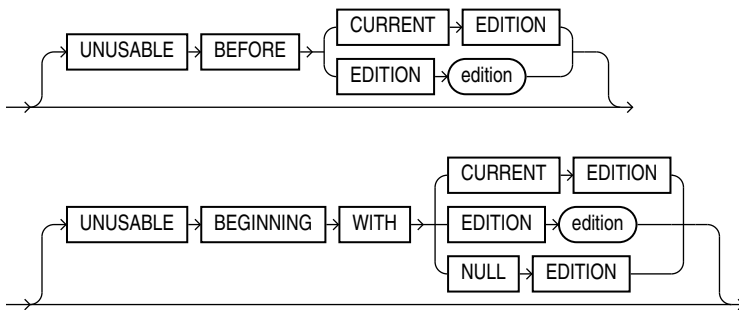 CURRENT EDITION
UNUSABLE BEFORE
EDITION edition
CURRENT EDITION
UNUSABLE BEGINNING WITH EDITION edition
NULL EDITION